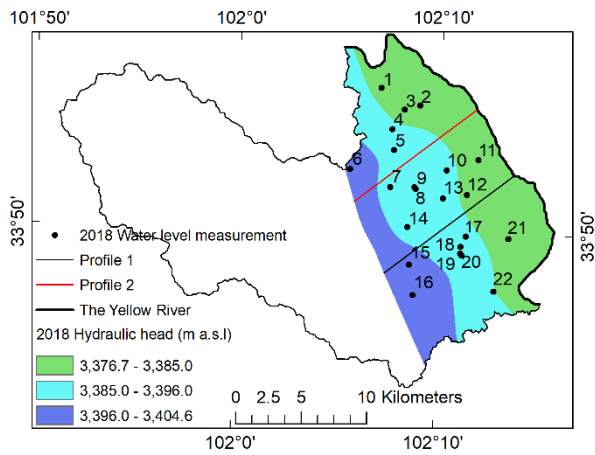 101°50' 102°0' 102°10'
1
3 2
4
5
6
7
9
8
10
11
12
13
14
15
16
17
18
19 20
21
22
33°50'
33°50'
2018 Water level measurement
Profile 1
Profile 2
The Yellow River
2018 Hydraulic head (m a.s.l)
3,376.7 - 3,385.0
3,385.0 - 3,396.0
3,396.0 - 3,404.6
0 2.5 5 10 Kilometers
102°0' 102°10'